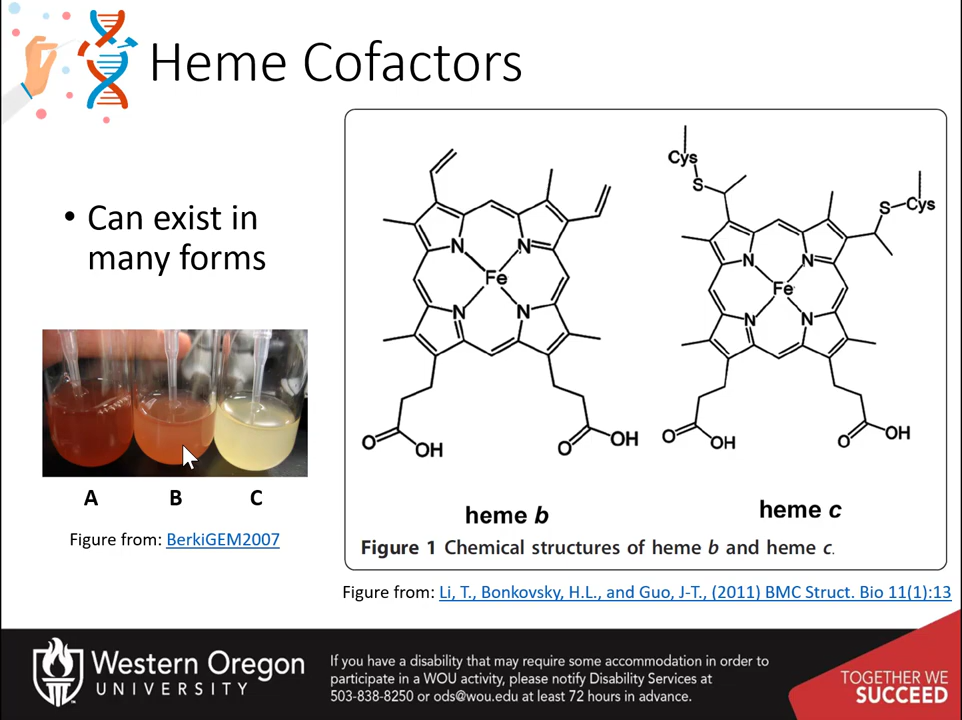 Heme Cofactors
• Can exist in
many forms
A B C
Figure from: BerkiGEM2007
Cys
S
S Cys
N N
Fe
N N
O OH
O OH
N N
Fe
N N
O OH
O OH
heme b
heme c
Figure 1 Chemical structures of heme b and heme c.
Figure from: Li, T., Bonkovsky, H.L., and Guo, J-T., (2011) BMC Struct. Bio 11(1):13
Western Oregon
UNIVERSITY
If you have a disability that may require some accommodation in order to
participate in a WOU activity, please notify Disability Services at
503-838-8250 or ods@wou.edu at least 72 hours in advance.
TOGETHER WE
SUCCEED